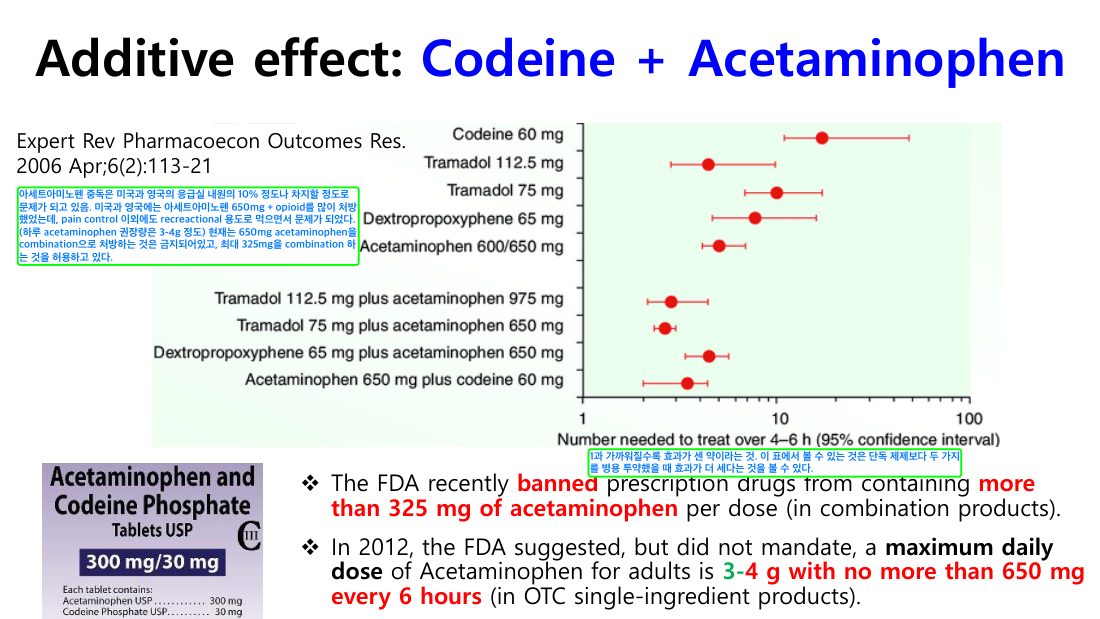 Additive effect: Codeine + Acetaminophen
Expert Rev Pharmacoecon Outcomes Res.
2006 Apr;6(2):113-21
아세트아미노펜 중독은 미국과 영국의 응급실 내원의 10% 정도나 차지할 정도로
문제가 되고 있음. 미국과 영국에는 아세트아미노펜 650mg + opioid를 많이 처방
했었는데, pain control 이외에도 recreactional 용도로 먹으면서 문제가 되었다.
(하루 acetaminophen 권장량은 3-4g 정도) 현재는 650mg acetaminophen을
combination으로 처방하는 것은 금지되어있고, 최대 325mg을 combination 하
는 것을 허용하고 있다.
Codeine 60 mg
Tramadol 112.5 mg
Tramadol 75 mg
Dextropropoxyphene 65 mg
Acetaminophen 600/650 mg
Tramadol 112.5 mg plus acetaminophen 975 mg
Tramadol 75 mg plus acetaminophen 650 mg
Dextropropoxyphene 65 mg plus acetaminophen 650 mg
Acetaminophen 650 mg plus codeine 60 mg
1 10 100
Number needed to treat over 4–6 h (95% confidence interval)
1과 가까워질수록 효과가 센 약이라는 것. 이 표에서 볼 수 있는 것은 단독 제제보다 두 가지
를 병용 투약했을 때 효과가 더 세다는 것을 볼 수 있다.
Acetaminophen and
Codeine Phosphate
Tablets USP
CIII
300 mg/30 mg
Each tablet contains:
Acetaminophen USP ............ 300 mg
Codeine Phosphate USP......... 30 mg
❖ The FDA recently banned prescription drugs from containing more
than 325 mg of acetaminophen per dose (in combination products).
❖ In 2012, the FDA suggested, but did not mandate, a maximum daily
dose of Acetaminophen for adults is 3-4 g with no more than 650 mg
every 6 hours (in OTC single-ingredient products).